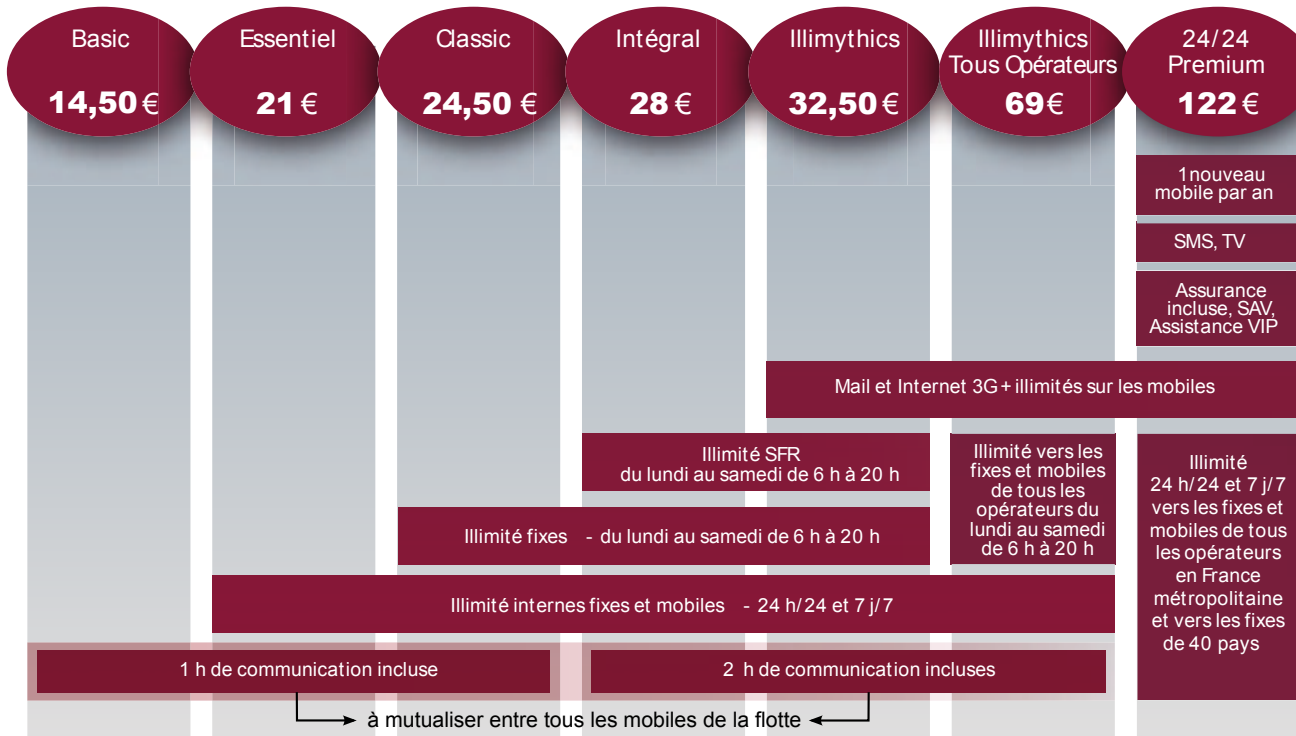 Basic
14,50 €
Essentiel
21 €
Classic
24,50 €
Intégral
28 €
Illimythics
32,50 €
Illimythics
Tous Opérateurs
69 €
24/24
Premium
122 €
1 nouveau
mobile par an
SMS, TV
Assurance
incluse, SAV,
Assistance VIP
Mail et Internet 3G+ illimités sur les mobiles
Illimité SFR
du lundi au samedi de 6 h à 20 h
Illimité vers les
fixes et mobiles
de tous les
opérateurs du
lundi au samedi
de 6 h à 20 h
Illimité
24 h/24 et 7 j/7
vers les fixes et
mobiles de tous
les opérateurs
en France
métropolitaine
et vers les fixes
de 40 pays
Illimité fixes - du lundi au samedi de 6 h à 20 h
Illimité internes fixes et mobiles - 24 h/24 et 7 j/7
1 h de communication incluse
2 h de communication incluses
à mutualiser entre tous les mobiles de la flotte